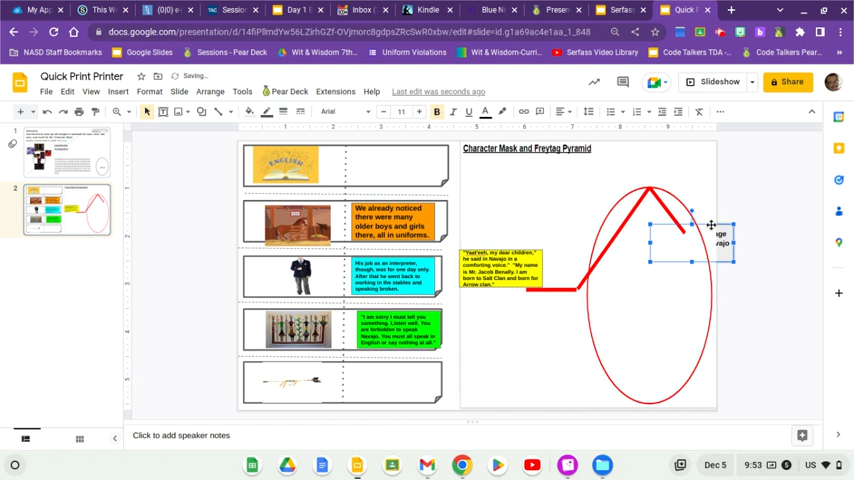 My Ap
This W
(0)(0) e
Sessio
Day 1
Inbox (
Kindle
Blue N
Presen
Serfass
Quick P
docs.google.com/presentation/d/14fiPllmdYw56LZirhGZf-OVjmorc8gdpsZRcSwR0xbw/edit#slide=id.g1a69ac4e1aa_1_848
NASD Staff Bookmarks
Google Slides
Sessions - Pear Deck
Wit & Wisdom 7th...
Uniform Violations
Wit & Wisdom-Curri...
Serfass Video Library
Code Talkers TDA -...
Code Talkers Pear...
Quick Print Printer
Saving...
File Edit View Insert Format Slide Arrange Tools Pear Deck Extensions Help
Last edit was seconds ago
Slideshow
Share
Arial
11
B I U A
1
2
ENGLISH
We already noticed
there were many
older boys and girls
there, all in uniforms.
His job as an interpreter,
though, was for one day only.
After that he went back to
working in the stables and
speaking broken.
"I am sorry I must tell you
something. Listen well. You
are forbidden to speak
Navajo. You must all speak in
English or say nothing at all."
Character Mask and Freytag Pyramid
"Yaat'eeh, my dear children,"
he said in Navajo in a
comforting voice." "My name
is Mr. Jacob Benally. I am
born to Salt Clan and born for
Arrow clan."
age
vajo
Click to add speaker notes
Dec 5
9:53
5
US